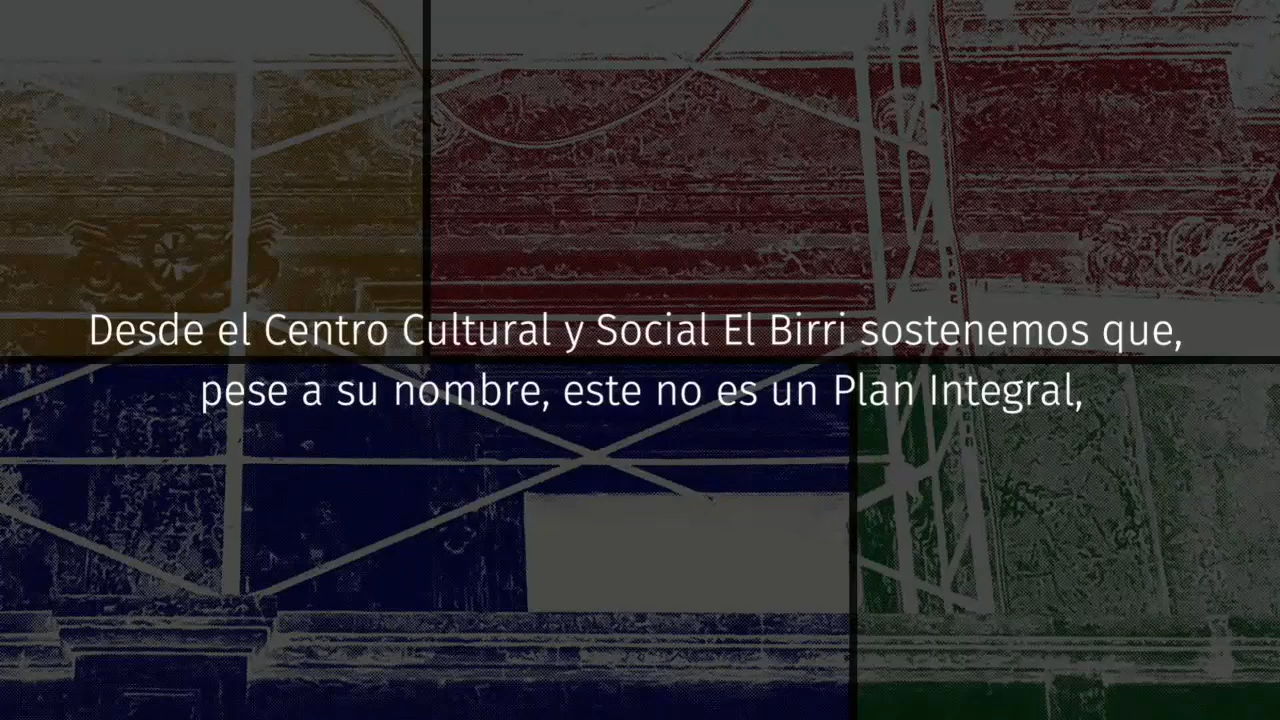 Desde el Centro Cultural y Social El Birri sostenemos que,
pese a su nombre, este no es un Plan Integral,